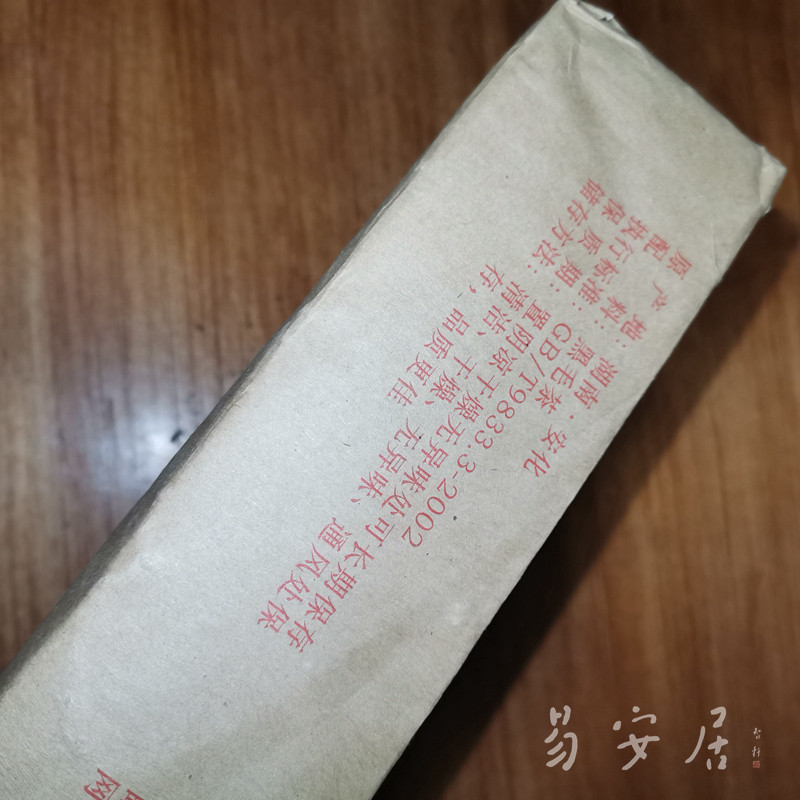 原产地：湖南·安化
配料：黑毛茶
执行标准：GB/T9833.3-2002
保质期：置阴凉干燥无异味处可长期保存
储存方法：清洁、干燥、无异味、通风处保
存，品质更佳
网
易安居